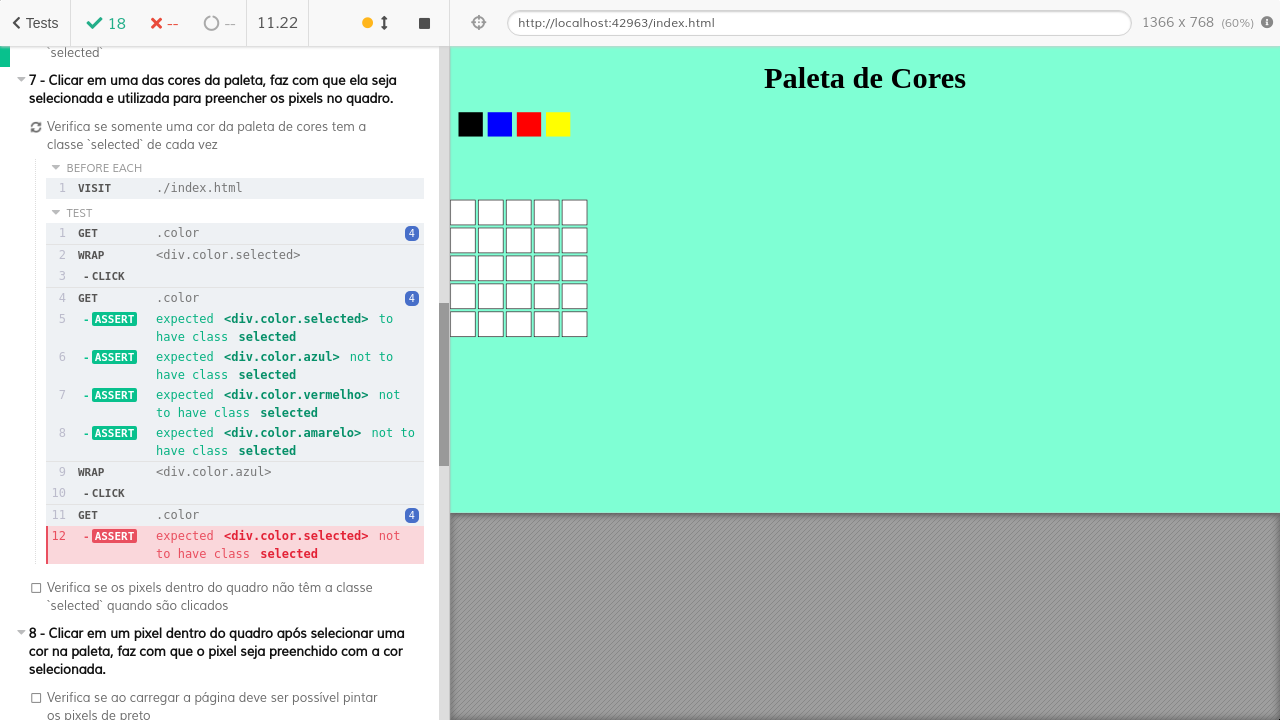 Tests
18
--
--
11.22
http://localhost:42963/index.html
1366 x 768 (60%)
`selected`
7 - Clicar em uma das cores da paleta, faz com que ela seja
selecionada e utilizada para preencher os pixels no quadro.
Verifica se somente uma cor da paleta de cores tem a
classe `selected` de cada vez
BEFORE EACH
1 VISIT ./index.html
TEST
1 GET .color 4
2 WRAP <div.color.selected>
3 -CLICK
4 GET .color 4
5 -ASSERT expected <div.color.selected> to
have class selected
6 -ASSERT expected <div.color.azul> not to
have class selected
7 -ASSERT expected <div.color.vermelho> not
to have class selected
8 -ASSERT expected <div.color.amarelo> not to
have class selected
9 WRAP <div.color.azul>
10 -CLICK
11 GET .color 4
12 -ASSERT expected <div.color.selected> not
to have class selected
Verifica se os pixels dentro do quadro não têm a classe
`selected` quando são clicados
8 - Clicar em um pixel dentro do quadro após selecionar uma
cor na paleta, faz com que o pixel seja preenchido com a cor
selecionada.
Verifica se ao carregar a página deve ser possível pintar
os pixels de preto
Paleta de Cores